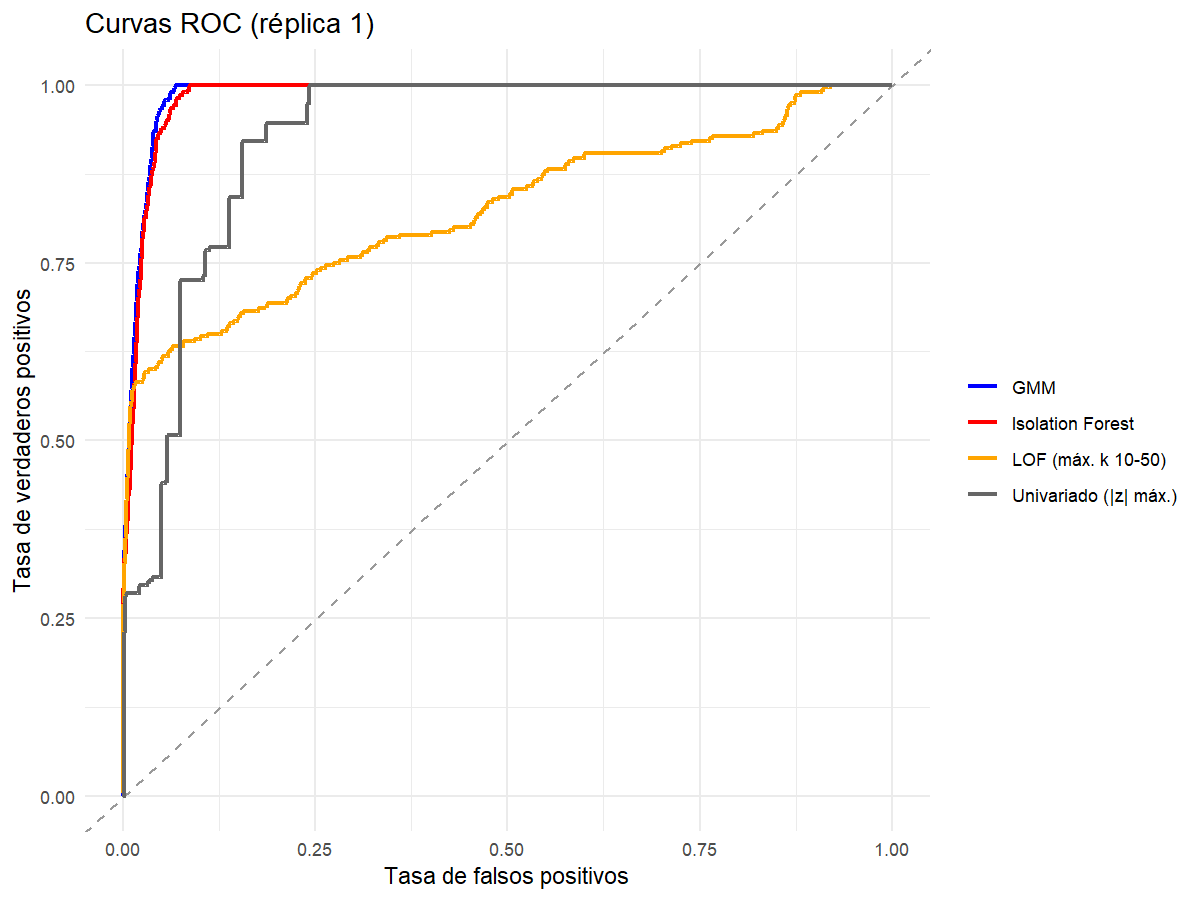 Curvas ROC (réplica 1)
1.00
0.75
0.50
0.25
0.00
Tasa de verdaderos positivos
0.00 0.25 0.50 0.75 1.00
Tasa de falsos positivos
GMM
Isolation Forest
LOF (máx. k 10-50)
Univariado (|z| máx.)